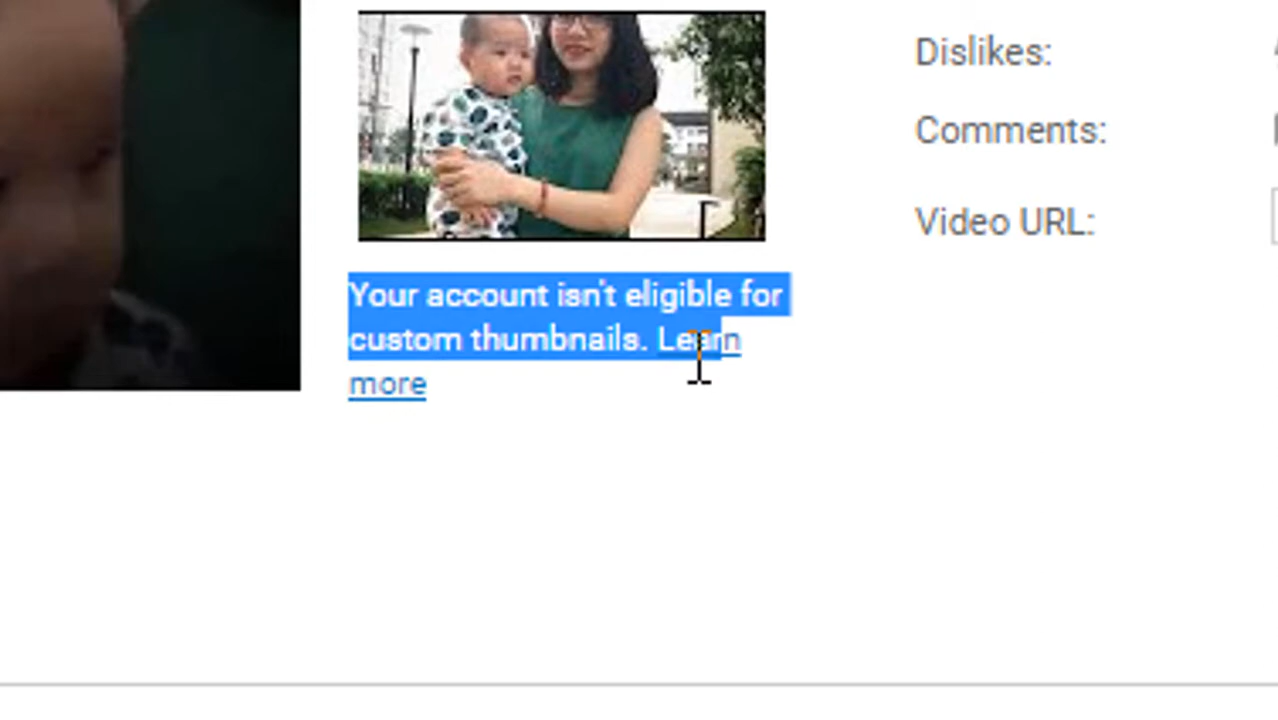 Dislikes:
Comments:
Video URL:
Your account isn't eligible for
custom thumbnails. Learn
more